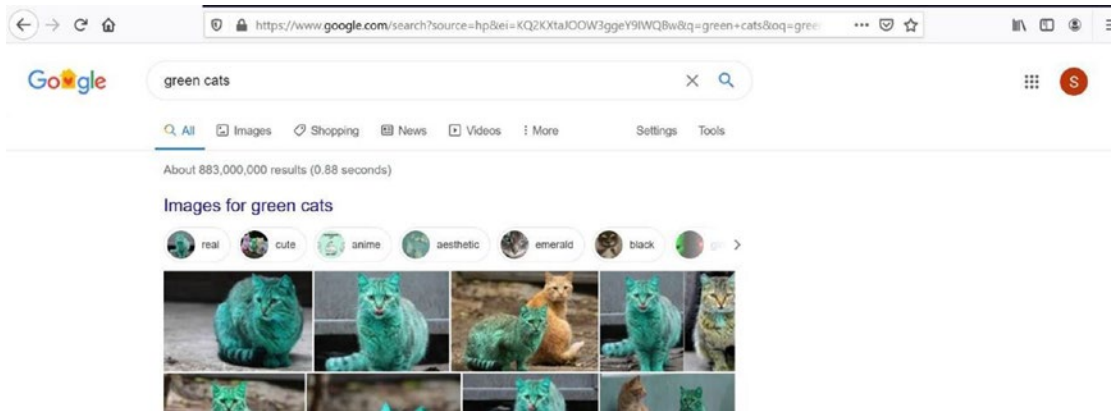 https://www.google.com/search?source=hp&ei=KQ2KXtaJOOW3ggeY9IWQBw&q=green+cats&oq=gree
Google
green cats
S
All Images Shopping News Videos More Settings Tools
About 883,000,000 results (0.88 seconds)
Images for green cats
real cute anime aesthetic emerald black